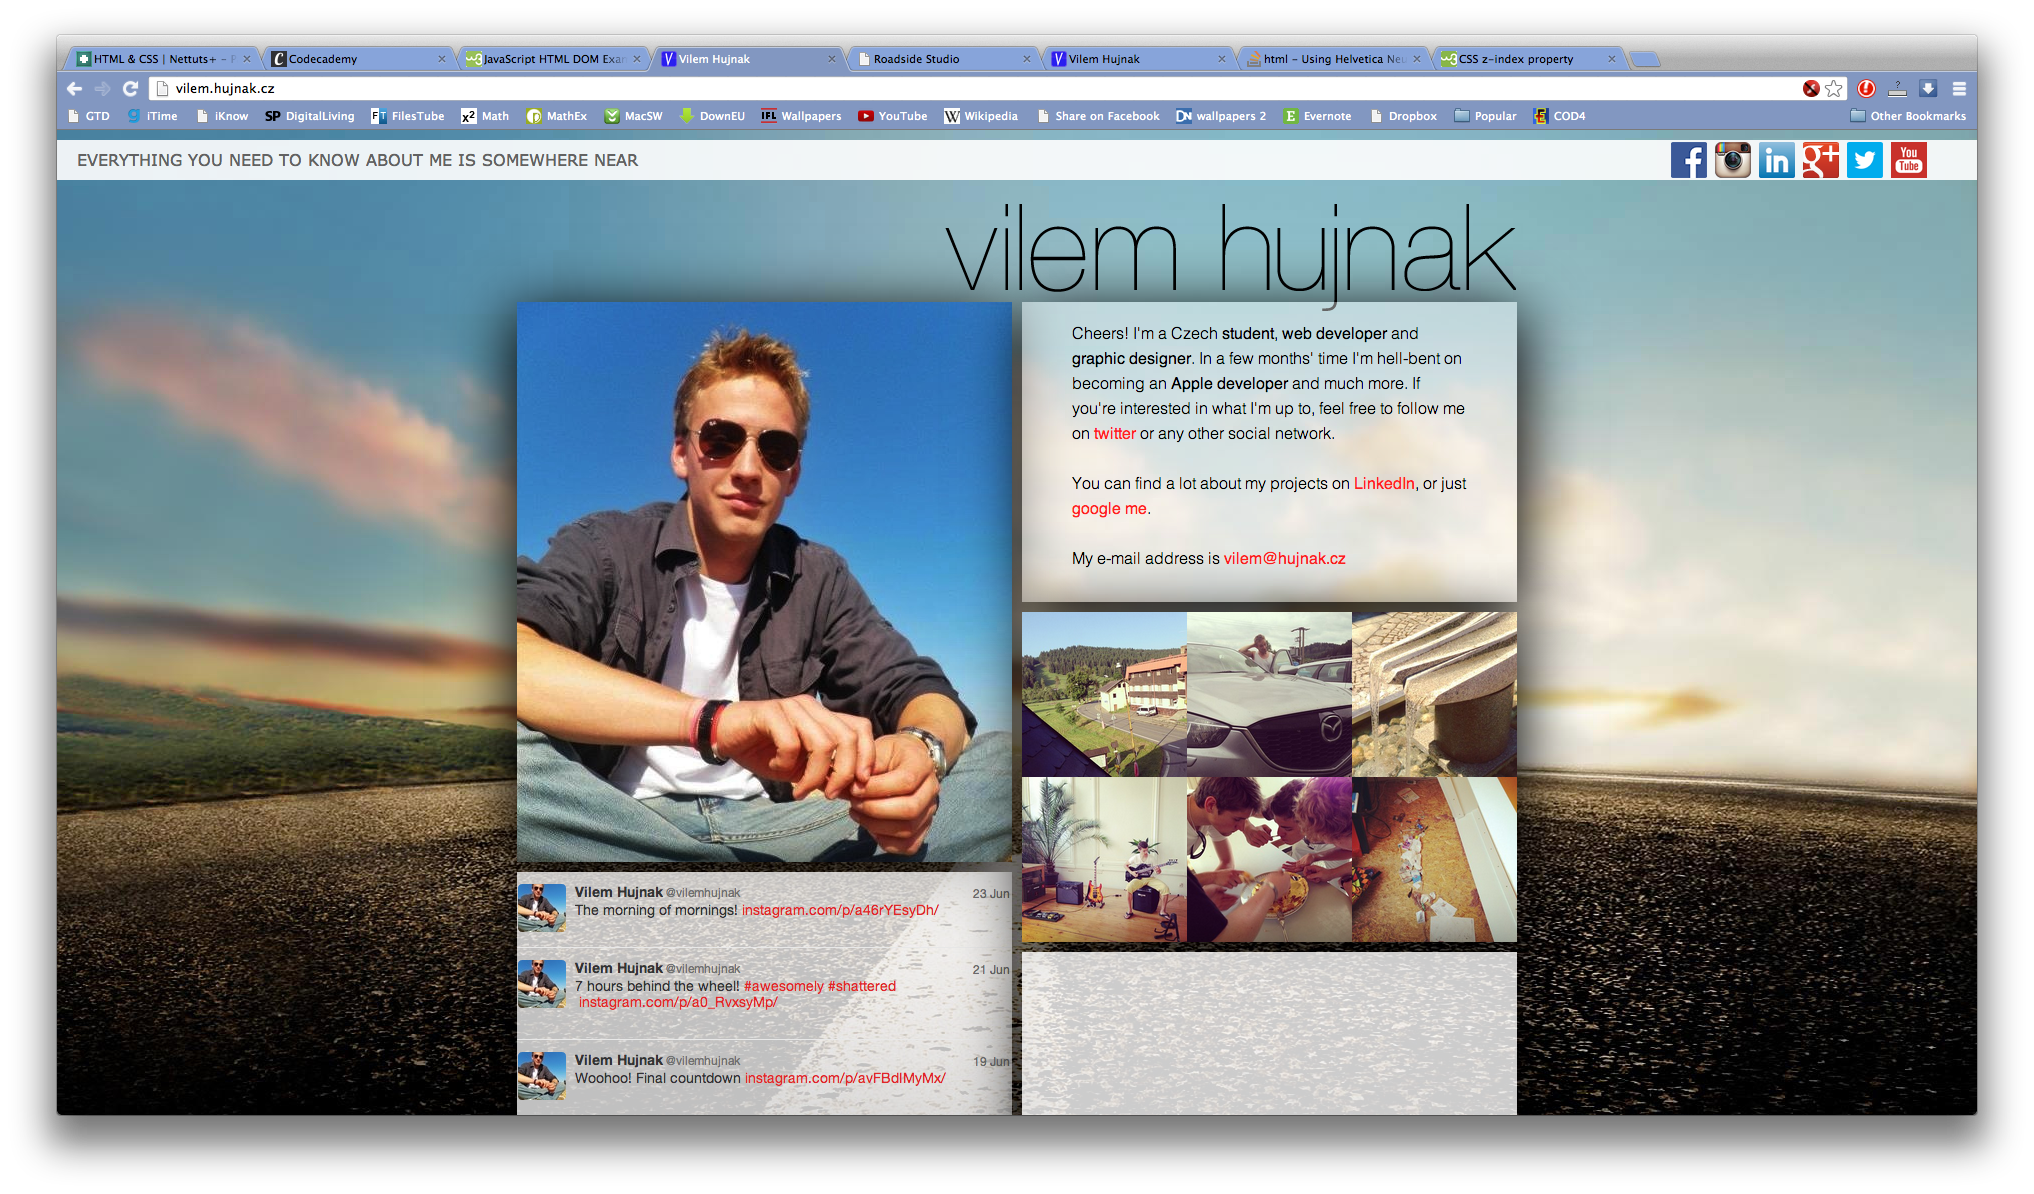 HTML & CSS | Nettuts+ - P
Codecademy
JavaScript HTML DOM Exa
Vilem Hujnak
Roadside Studio
Vilem Hujnak
html - Using Helvetica Neu
CSS z-index property
vilem.hujnak.cz
GTD
iTime
iKnow
SP DigitalLiving
FT FilesTube
x2 Math
MathEx
MacSW
DownEU
IFL Wallpapers
YouTube
W Wikipedia
Share on Facebook
DN wallpapers 2
E Evernote
Dropbox
Popular
COD4
Other Bookmarks
EVERYTHING YOU NEED TO KNOW ABOUT ME IS SOMEWHERE NEAR
f
in
g+
You
Tube
vilem hujnak
Cheers! I'm a Czech student, web developer and
graphic designer. In a few months' time I'm hell-bent on
becoming an Apple developer and much more. If
you're interested in what I'm up to, feel free to follow me
on twitter or any other social network.
You can find a lot about my projects on LinkedIn, or just
google me.
My e-mail address is vilem@hujnak.cz
Vilem Hujnak @vilemhujnak 23 Jun
The morning of mornings! instagram.com/p/a46rYEsyDh/
Vilem Hujnak @vilemhujnak 21 Jun
7 hours behind the wheel! #awesomely #shattered
instagram.com/p/a0_RvxsyMp/
Vilem Hujnak @vilemhujnak 19 Jun
Woohoo! Final countdown instagram.com/p/avFBdIMyMx/